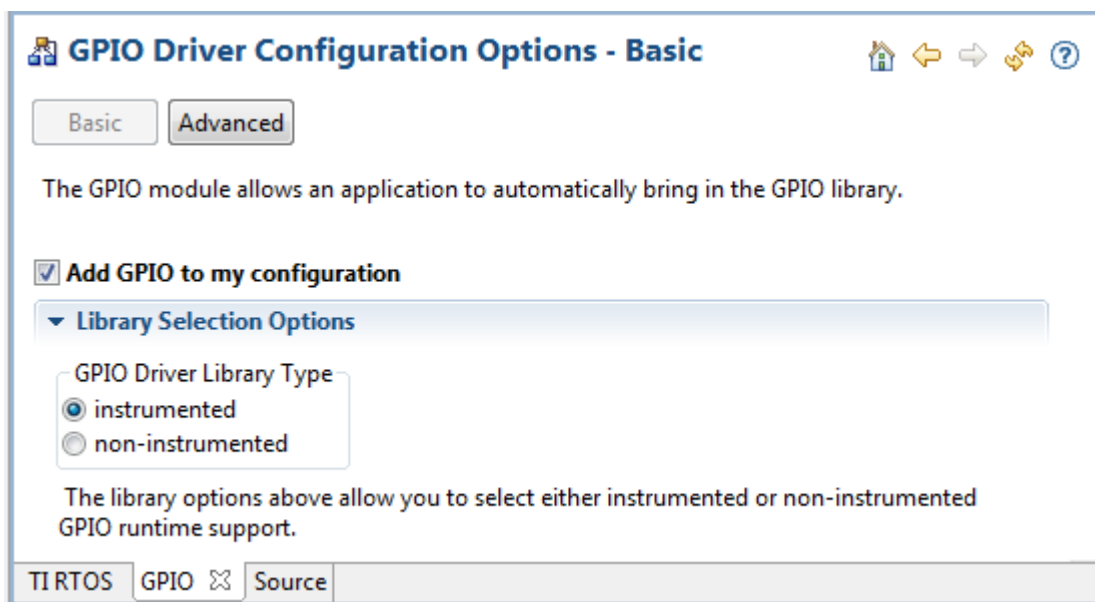 GPIO Driver Configuration Options - Basic
Basic Advanced
The GPIO module allows an application to automatically bring in the GPIO library.
Add GPIO to my configuration
Library Selection Options
GPIO Driver Library Type
instrumented
non-instrumented
The library options above allow you to select either instrumented or non-instrumented
GPIO runtime support.
TI RTOS GPIO Source